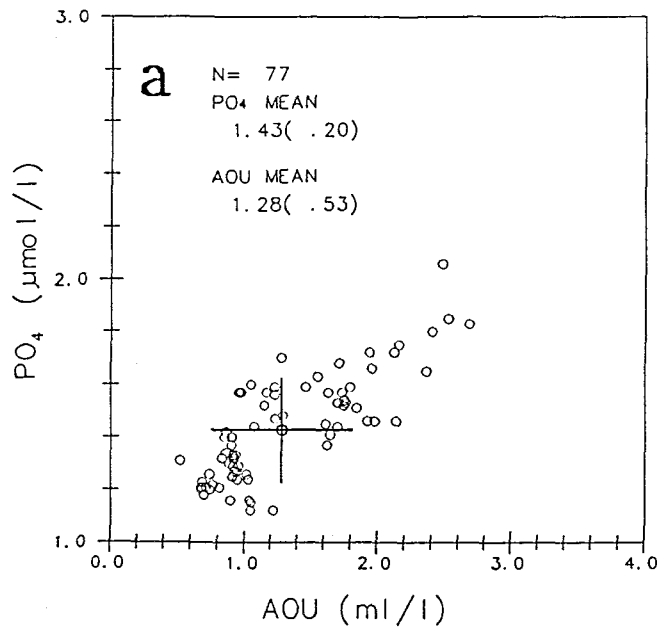 3.0
a
N= 77
PO₄ MEAN
1.43( .20)
AOU MEAN
1.28( .53)
PO₄ (μmol/l)
2.0
1.0
0.0 1.0 2.0 3.0 4.0
AOU (ml/l)